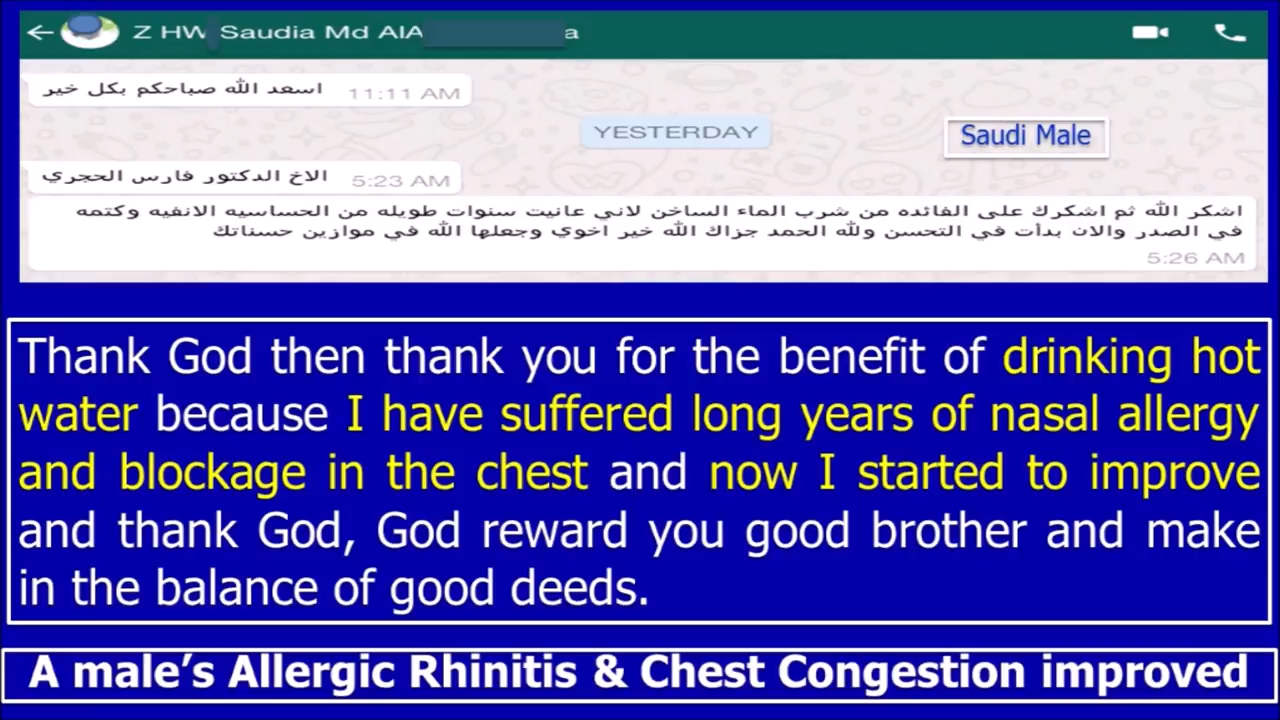 Z HW Saudia Md AlA a
اسعد الله صباحكم بكل خير 11:11 AM
YESTERDAY
Saudi Male
الاخ الدكتور فارس الحجري 5:23 AM
اشكر الله ثم اشكرك على الفائده من شرب الماء الساخن لاني عانيت سنوات طويله من الحساسيه الانفيه وكتمه
في الصدر والان بدأت في التحسن ولله الحمد جزاك الله خير اخوي وجعلها الله في موازين حسناتك
5:26 AM
Thank God then thank you for the benefit of drinking hot
water because I have suffered long years of nasal allergy
and blockage in the chest and now I started to improve
and thank God, God reward you good brother and make
in the balance of good deeds.
A male’s Allergic Rhinitis & Chest Congestion improved